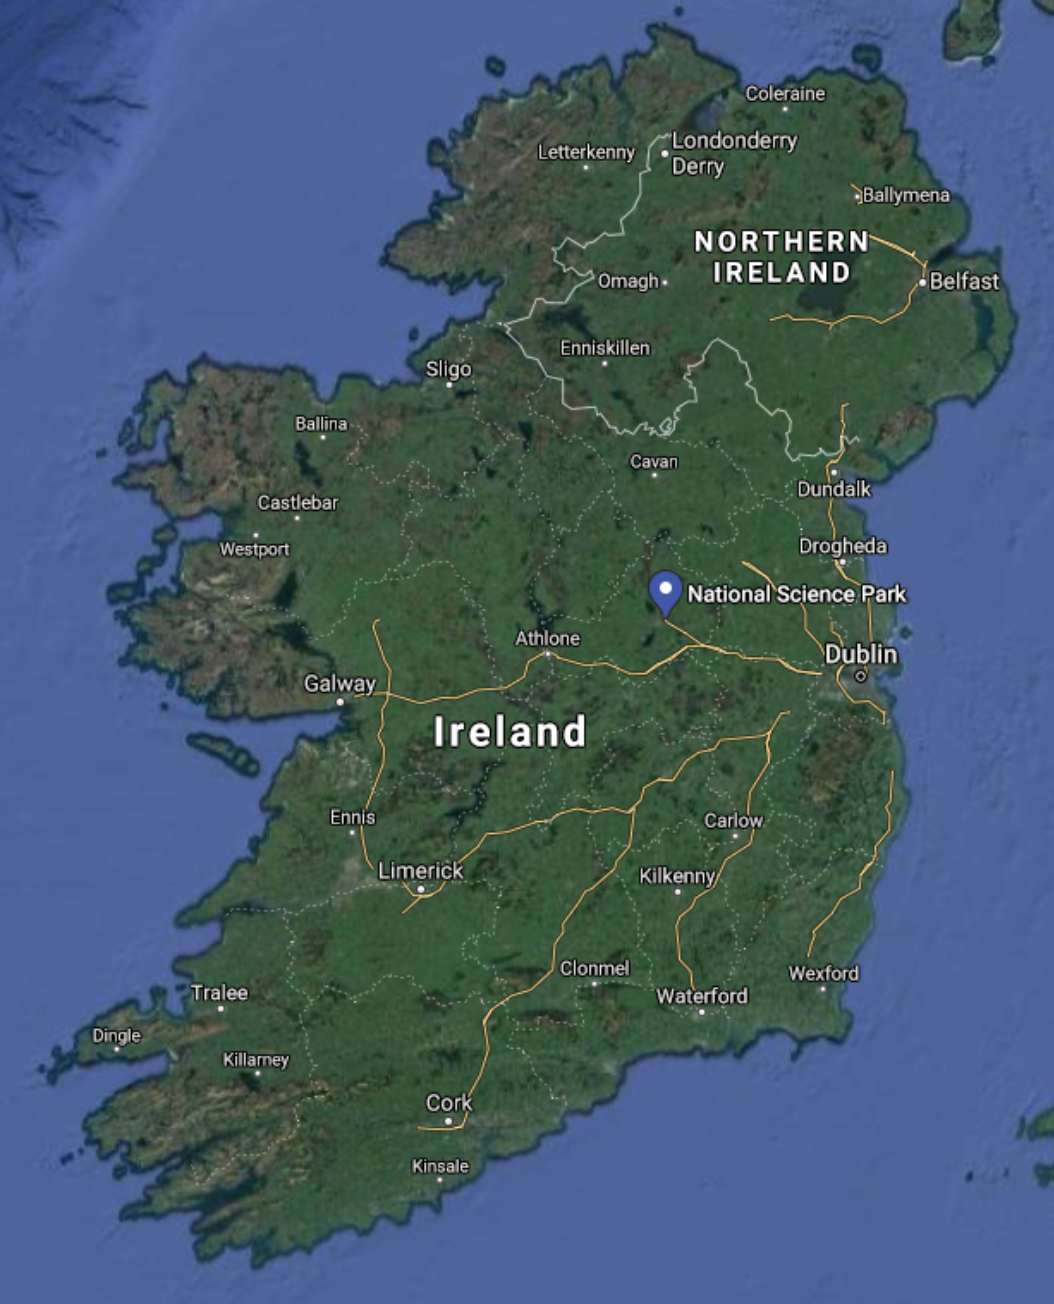 Coleraine
Londonderry
Derry
Letterkenny
Ballymena
NORTHERN
IRELAND
Omagh
Belfast
Enniskillen
Sligo
Ballina
Cavan
Dundalk
Castlebar
Westport
Drogheda
National Science Park
Athlone
Dublin
Galway
Ireland
Ennis
Carlow
Limerick
Kilkenny
Clonmel
Wexford
Tralee
Waterford
Dingle
Killarney
Cork
Kinsale